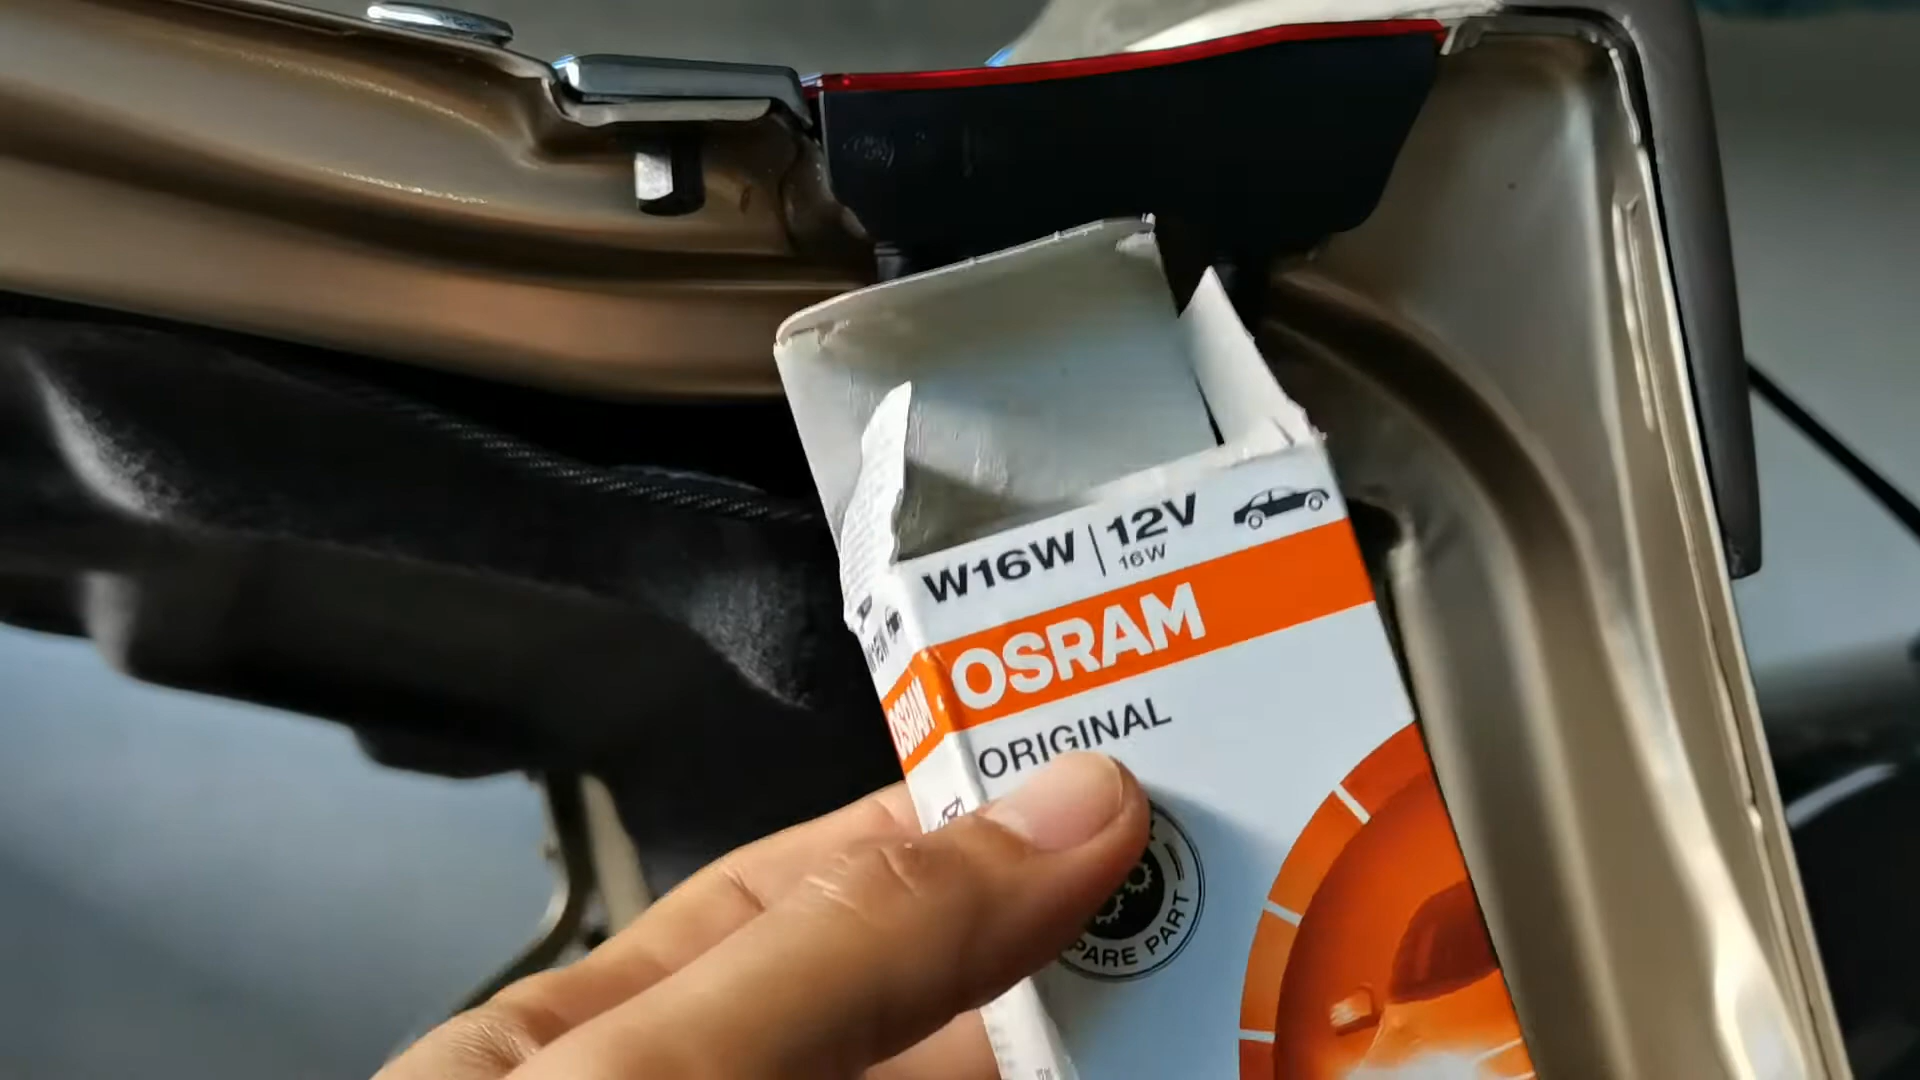 W16W | 12V
16W
OSRAM
ORIGINAL
PARE PART
OSRAM